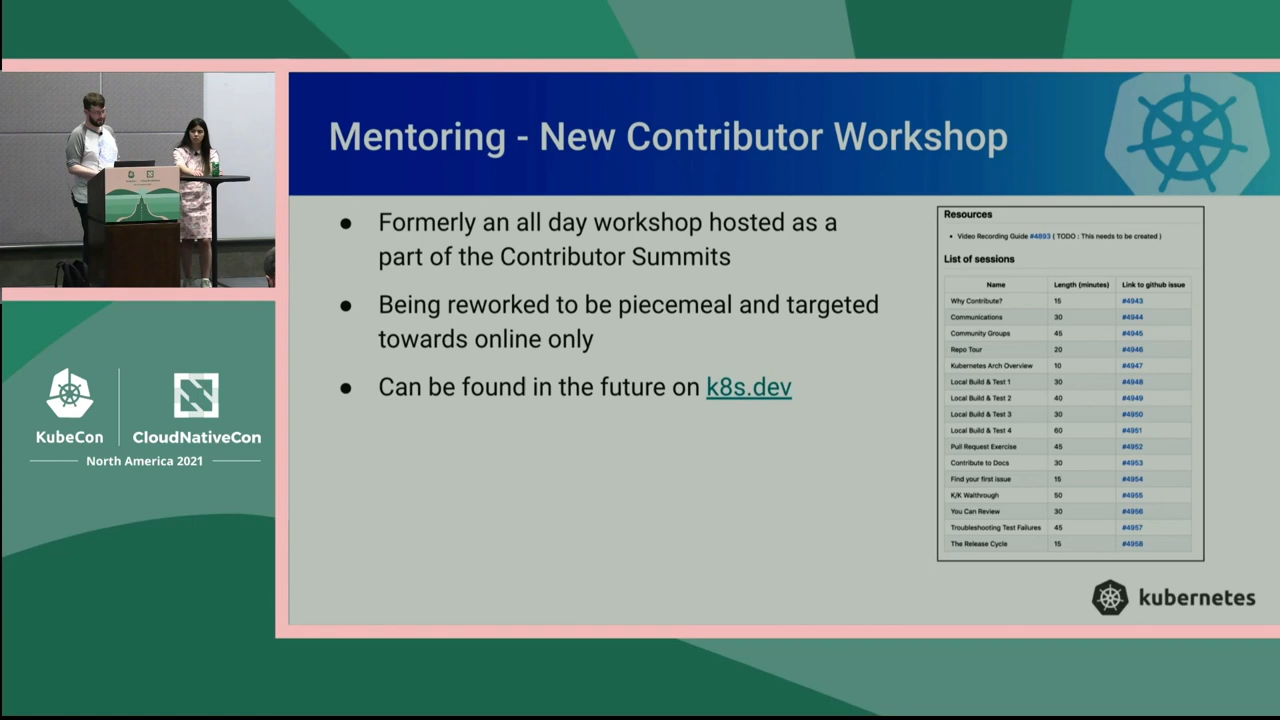 Mentoring - New Contributor Workshop
● Formerly an all day workshop hosted as a
part of the Contributor Summits
● Being reworked to be piecemeal and targeted
towards online only
● Can be found in the future on k8s.dev
Resources
• Video Recording Guide #4893 ( TODO : This needs to be created )
List of sessions
Name Length (minutes) Link to github issue
Why Contribute? 15 #4943
Communications 30 #4944
Community Groups 45 #4945
Repo Tour 20 #4946
Kubernetes Arch Overview 10 #4947
Local Build & Test 1 30 #4948
Local Build & Test 2 40 #4949
Local Build & Test 3 30 #4950
Local Build & Test 4 60 #4951
Pull Request Exercise 45 #4952
Contribute to Docs 30 #4953
Find your first issue 15 #4954
K/K Walthrough 50 #4955
You Can Review 30 #4956
Troubleshooting Test Failures 45 #4957
The Release Cycle 15 #4958
kubernetes
KubeCon CloudNativeCon
North America 2021